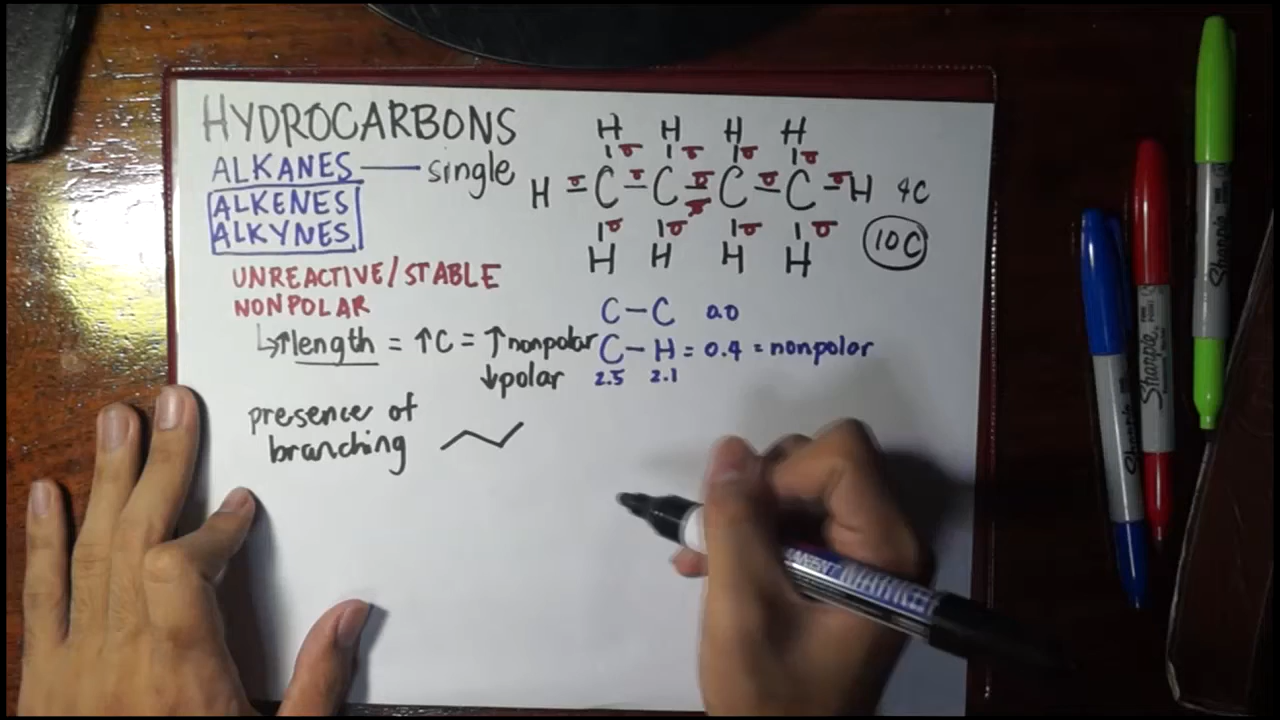 HYDROCARBONS
ALKANES — single
ALKENES
ALKYNES
UNREACTIVE/STABLE
NONPOLAR
↳↑length = ↑C = ↑nonpolar
↓polar
presence of
branching
H H H H
σ σ σ σ
H σ C σ C σ C σ C σ H 4C
σ σ σ σ
H H H H
10C
C–C 0.0
C–H = 0.4 = nonpolar
2.5 2.1
Sharpie
Sharpie
Sharpie
MARKER